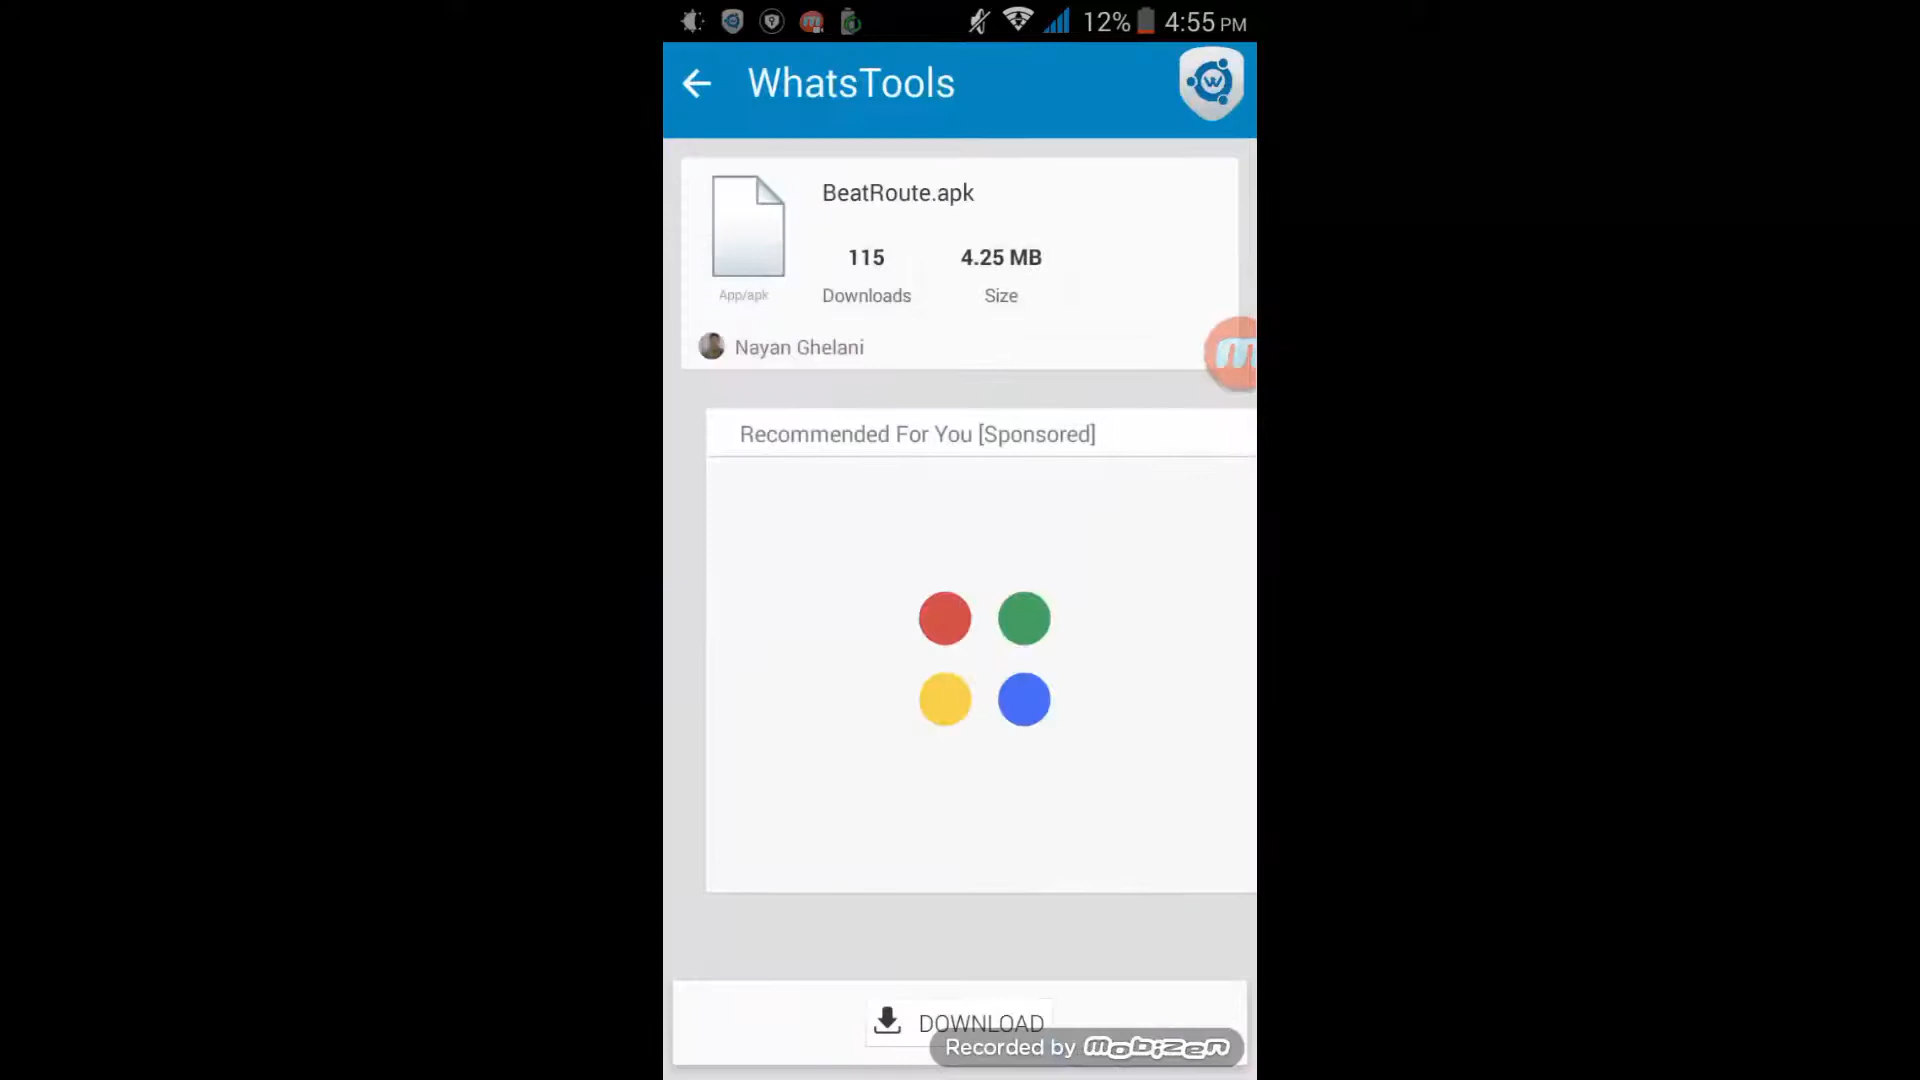 12% 4:55 PM
WhatsTools
BeatRoute.apk
115
4.25 MB
App/apk
Downloads
Size
Nayan Ghelani
Recommended For You [Sponsored]
DOWNLOAD
Recorded by mobizen